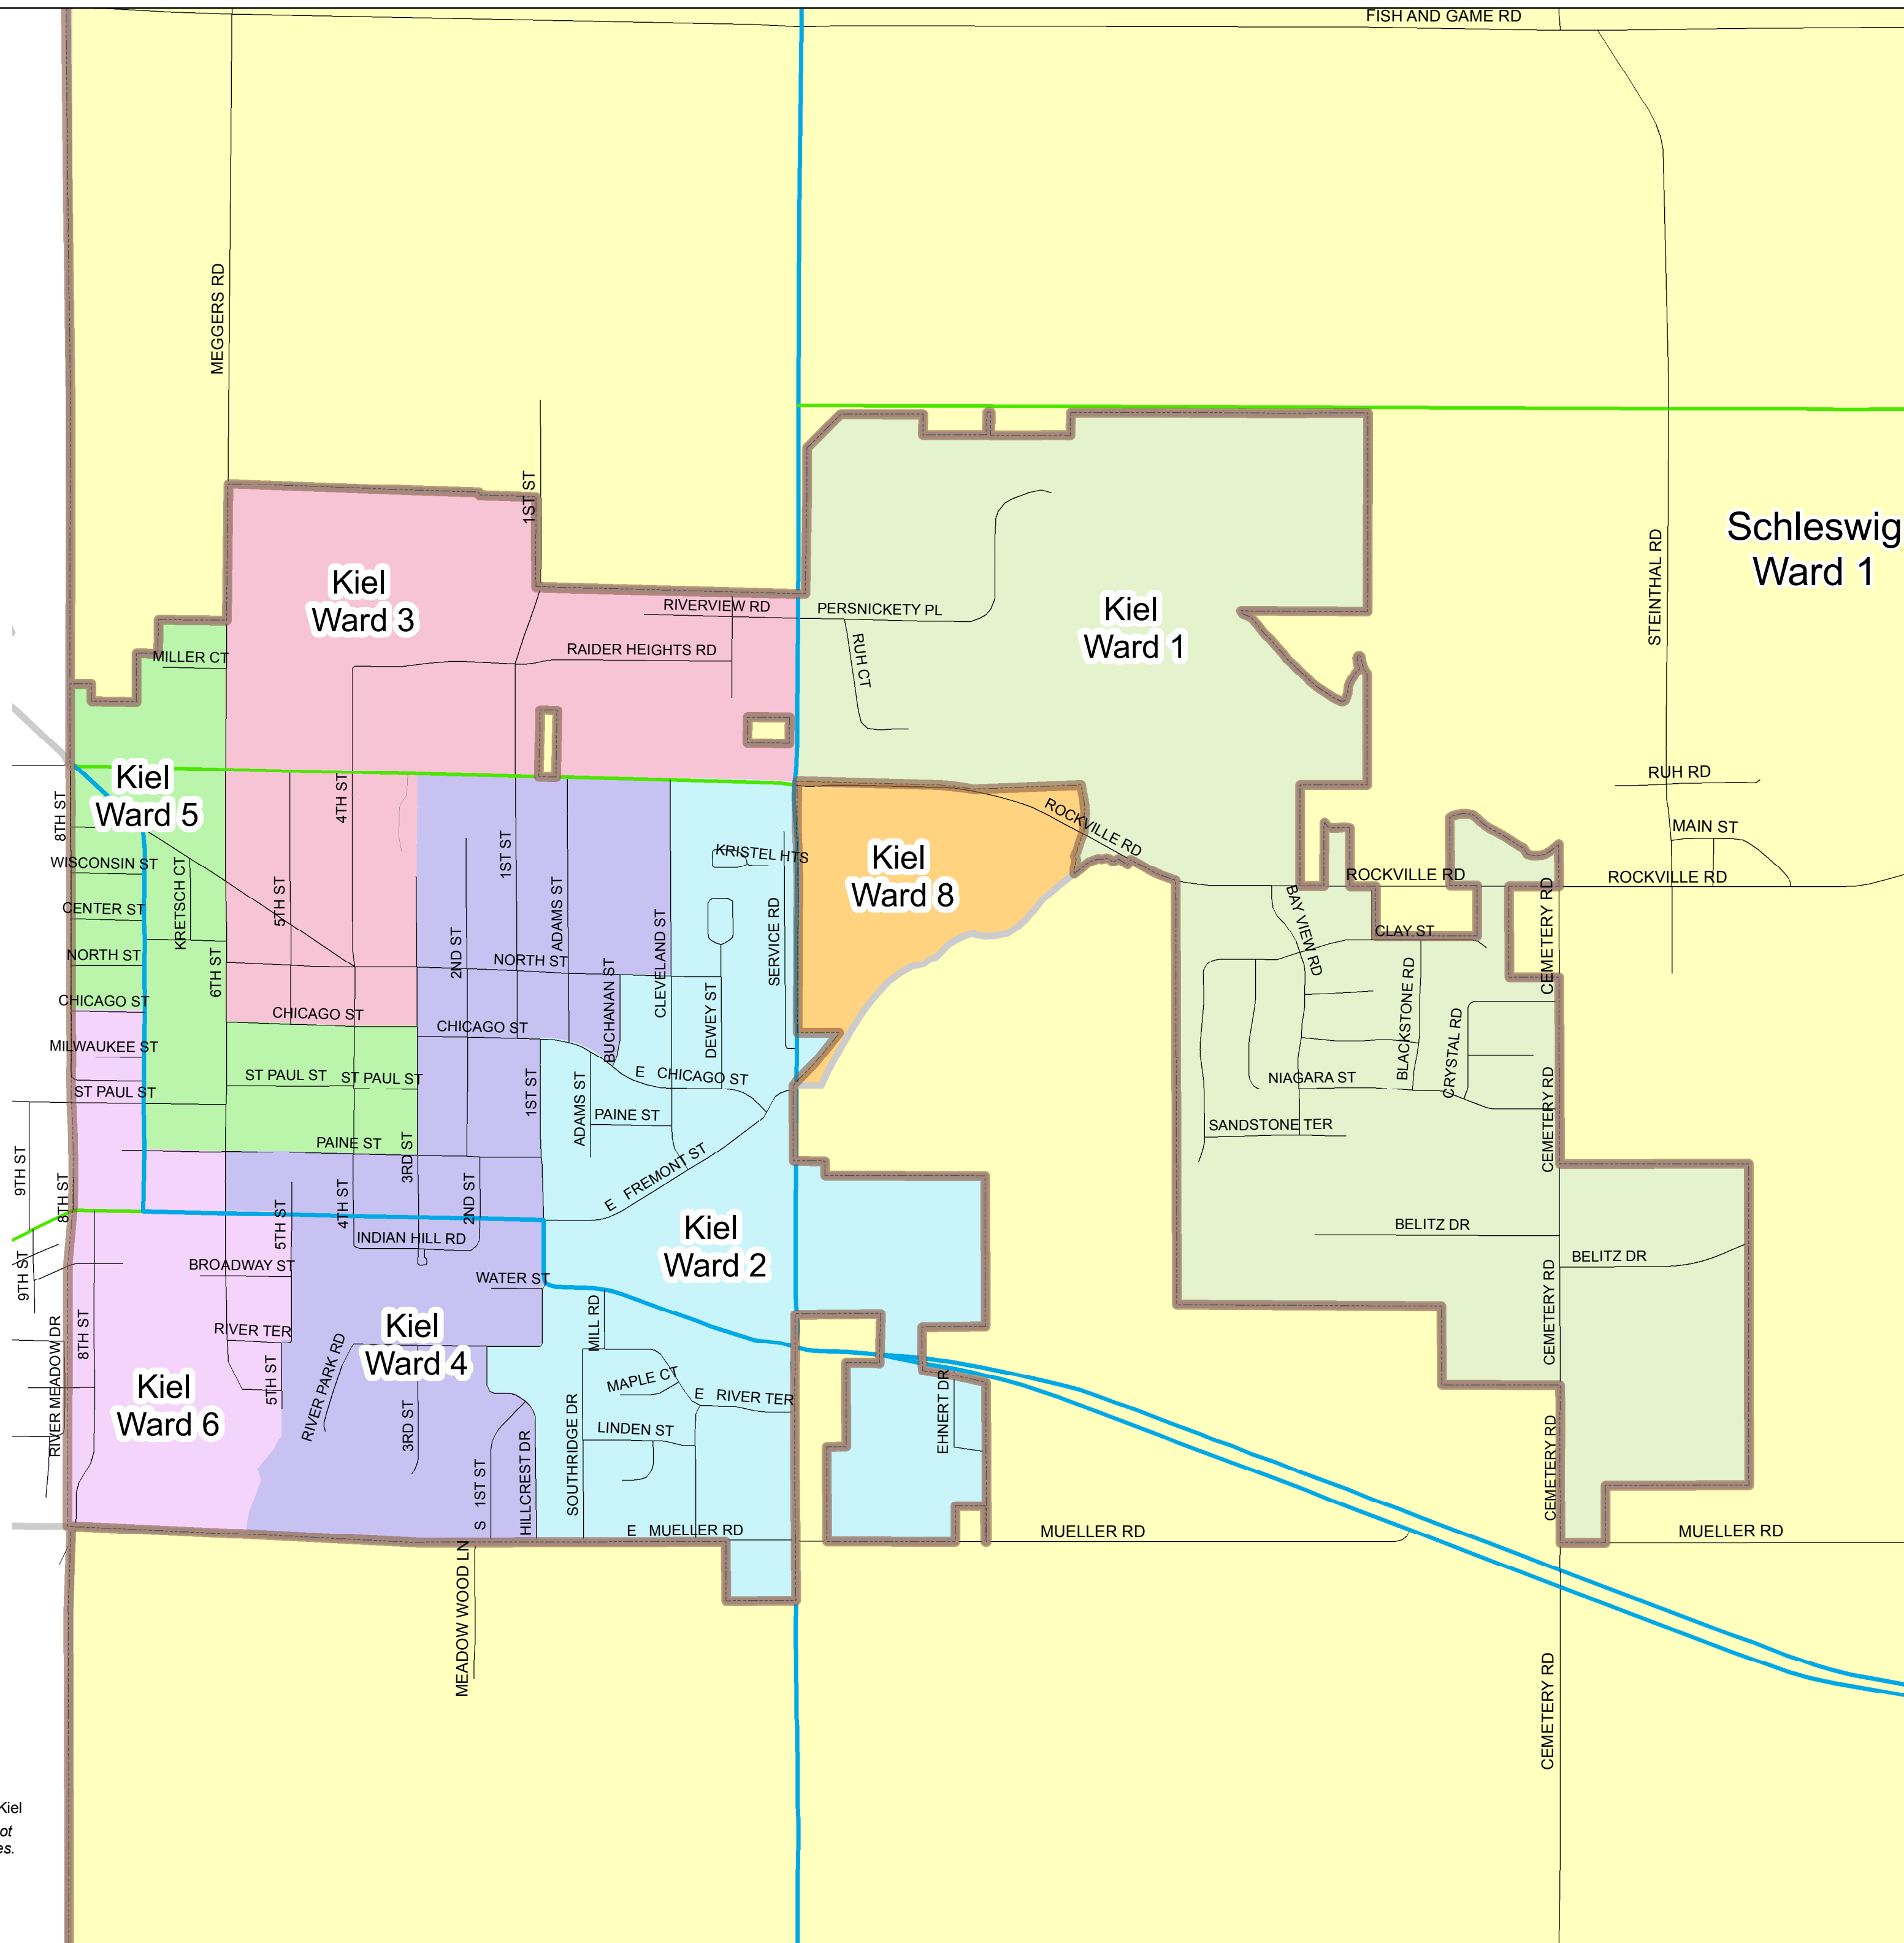 FISH AND GAME RD
MEGGERS RD
1ST ST
Schleswig
Ward 1
STEINTHAL RD
Kiel
Ward 3
RIVERVIEW RD
PERSNICKETY PL
Kiel
Ward 1
RAIDER HEIGHTS RD
RUH CT
MILLER CT
Kiel
Ward 5
8TH ST
4TH ST
RUH RD
ROCKVILLE RD
MAIN ST
WISCONSIN ST
KRETSCH CT
5TH ST
1ST ST
KRISTEL HTS
Kiel
Ward 8
ROCKVILLE RD
ROCKVILLE RD
CENTER ST
ADAMS ST
CLEVELAND ST
SERVICE RD
BAY VIEW RD
CLAY ST
CEMETERY RD
NORTH ST
6TH ST
2ND ST
NORTH ST
BUCHANAN ST
DEWEY ST
CHICAGO ST
CHICAGO ST
CHICAGO ST
BLACKSTONE RD
CRYSTAL RD
MILWAUKEE ST
ST PAUL ST
ST PAUL ST
ST PAUL ST
E CHICAGO ST
NIAGARA ST
1ST ST
ADAMS ST
PAINE ST
SANDSTONE TER
CEMETERY RD
PAINE ST
3RD ST
9TH ST
8TH ST
5TH ST
4TH ST
2ND ST
E FREMONT ST
Kiel
Ward 2
BELITZ DR
BELITZ DR
INDIAN HILL RD
9TH ST
BROADWAY ST
WATER ST
CEMETERY RD
RIVER MEADOW DR
8TH ST
RIVER TER
RIVER PARK RD
Kiel
Ward 4
MILL RD
5TH ST
Kiel
Ward 6
MAPLE CT
E RIVER TER
EHNERT DR
3RD ST
LINDEN ST
SOUTHRIDGE DR
S 1ST ST
HILLCREST DR
CEMETERY RD
E MUELLER RD
MUELLER RD
MUELLER RD
MEADOW WOOD LN
CEMETERY RD
Kiel
ot
es.